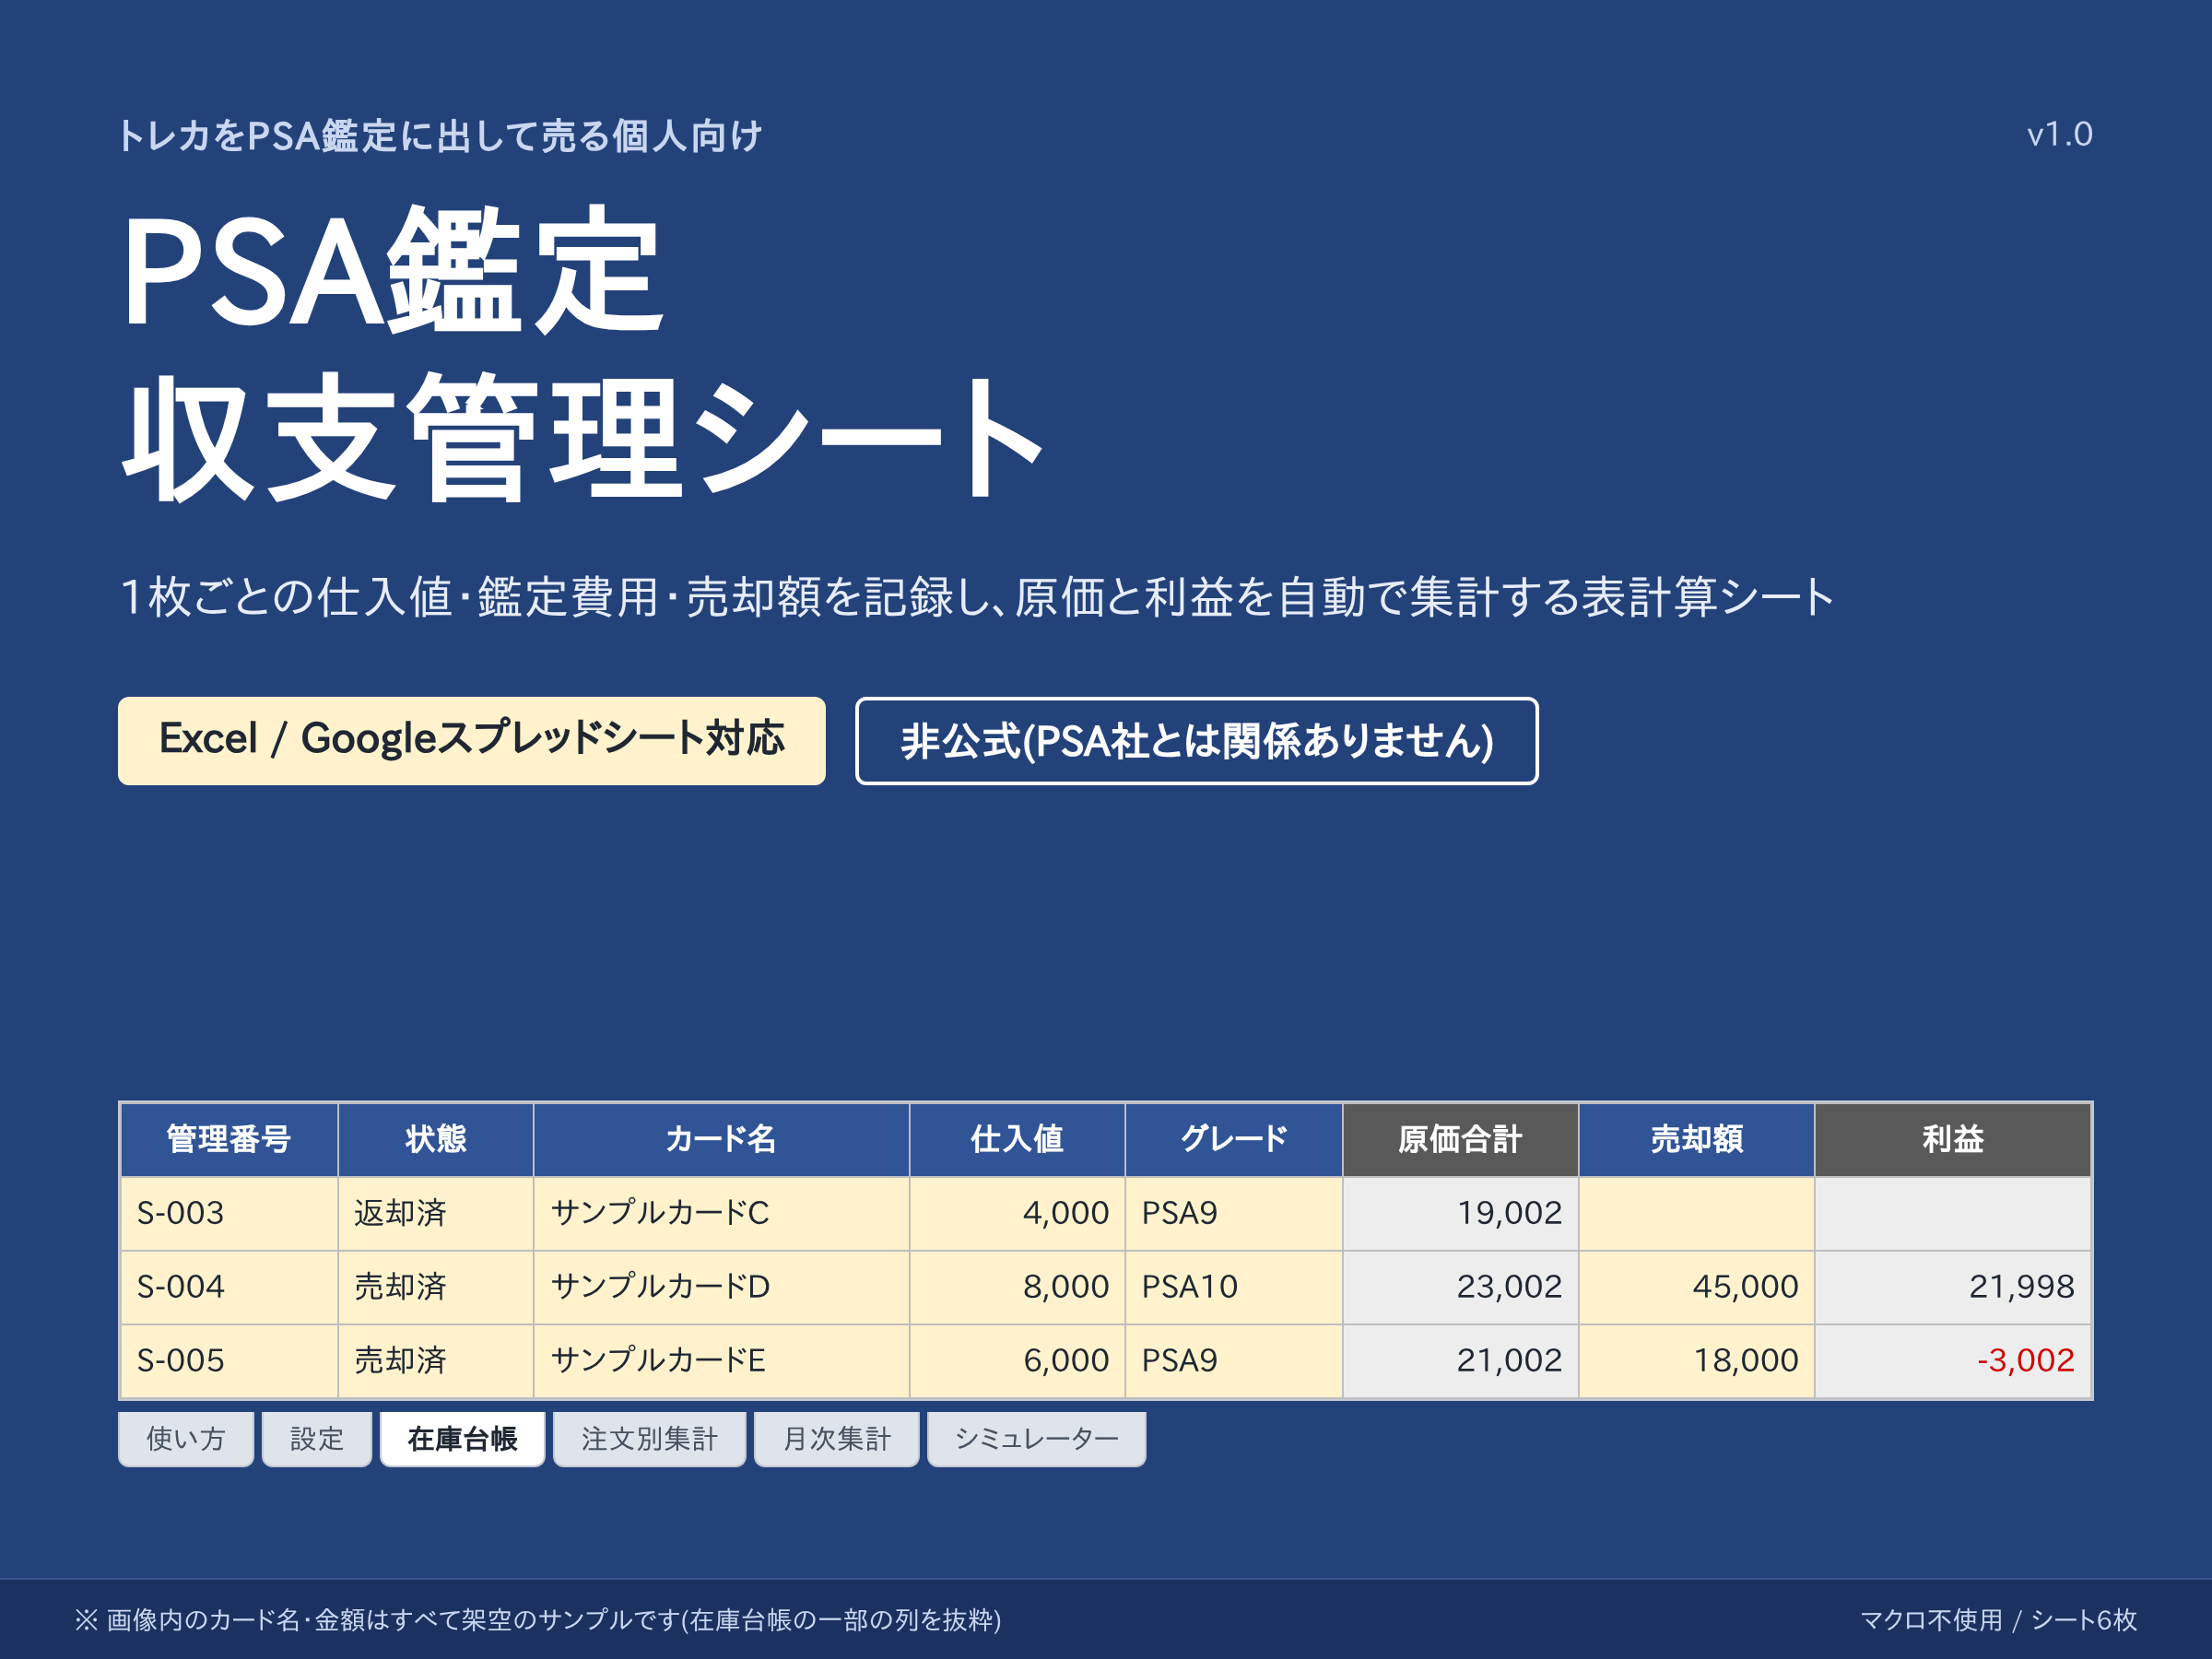 トレカをPSA鑑定に出して売る個人向け
v1.0
PSA鑑定
収支管理シート
1枚ごとの仕入値・鑑定費用・売却額を記録し、原価と利益を自動で集計する表計算シート
Excel / Googleスプレッドシート対応
非公式(PSA社とは関係ありません)
管理番号 状態 カード名 仕入値 グレード 原価合計 売却額 利益
S-003 返却済 サンプルカードC 4,000 PSA9 19,002
S-004 売却済 サンプルカードD 8,000 PSA10 23,002 45,000 21,998
S-005 売却済 サンプルカードE 6,000 PSA9 21,002 18,000 -3,002
使い方 設定 在庫台帳 注文別集計 月次集計 シミュレーター
※ 画像内のカード名・金額はすべて架空のサンプルです(在庫台帳の一部の列を抜粋)
マクロ不使用 / シート6枚